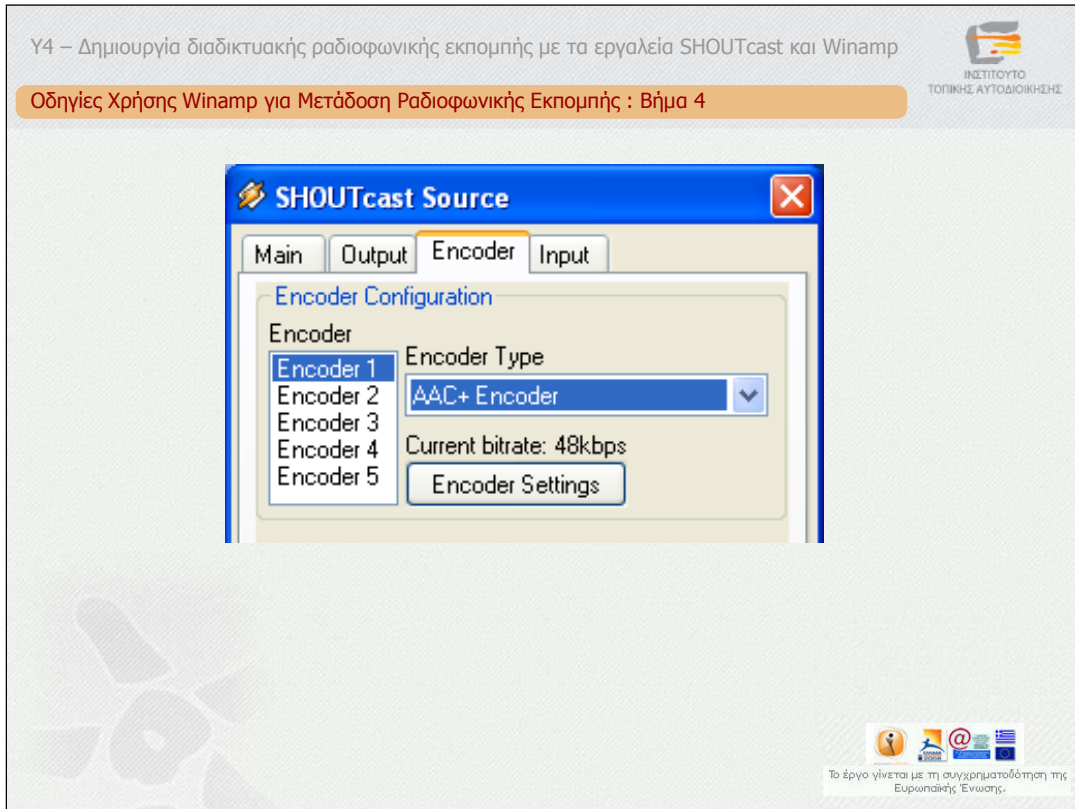 Υ4 – Δημιουργία διαδικτυακής ραδιοφωνικής εκπομπής με τα εργαλεία SHOUTcast και Winamp
ΙΝΣΤΙΤΟΥΤΟ
ΤΟΠΙΚΗΣ ΑΥΤΟΔΙΟΙΚΗΣΗΣ
Οδηγίες Χρήσης Winamp για Μετάδοση Ραδιοφωνικής Εκπομπής : Βήμα 4
SHOUTcast Source
Main Output Encoder Input
Encoder Configuration
Encoder
Encoder Type
Encoder 1
Encoder 2
Encoder 3
Encoder 4
Encoder 5
AAC+ Encoder
Current bitrate: 48kbps
Encoder Settings
Το έργο γίνεται με τη συγχρηματοδότηση της
Ευρωπαϊκής Ένωσης.